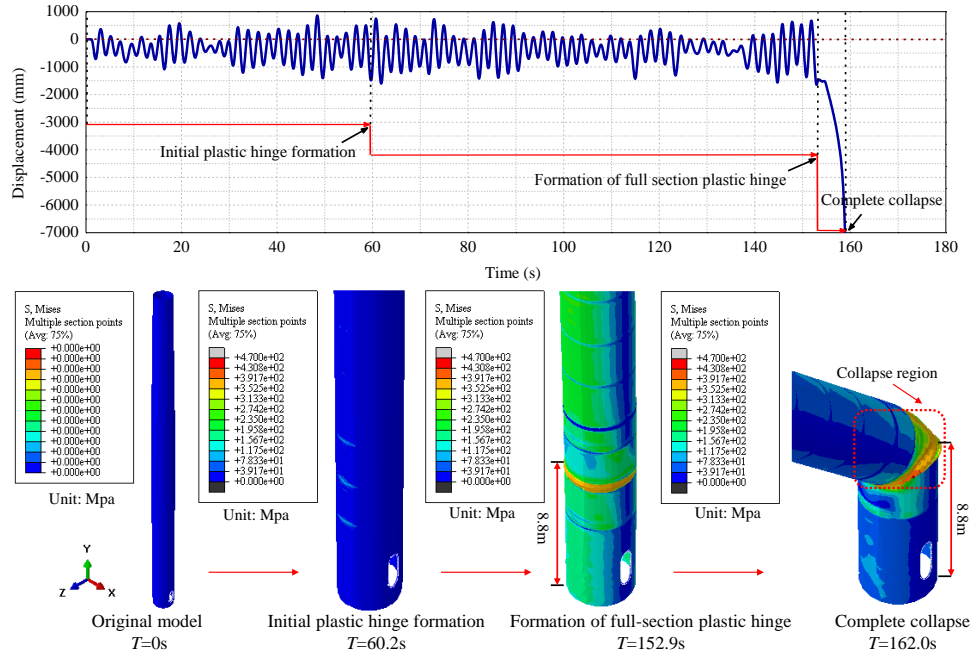 1000
0
-1000
-2000
-3000
-4000
-5000
-6000
-7000
Displacement (mm)
Initial plastic hinge formation
Formation of full section plastic hinge
Complete collapse
0 20 40 60 80 100 120 140 160 180
Time (s)
S, Mises
Multiple section points
(Avg: 75%)
+0.000e+00
+0.000e+00
+0.000e+00
+0.000e+00
+0.000e+00
+0.000e+00
+0.000e+00
+0.000e+00
+0.000e+00
+0.000e+00
Unit: Mpa
Y
Z X
S, Mises
Multiple section points
(Avg: 75%)
+4.700e+02
+4.308e+02
+3.917e+02
+3.525e+02
+3.133e+02
+2.742e+02
+2.350e+02
+1.958e+02
+1.567e+02
+1.175e+02
+7.833e+01
+3.917e+01
+0.000e+00
Unit: Mpa
S, Mises
Multiple section points
(Avg: 75%)
+4.700e+02
+4.308e+02
+3.917e+02
+3.525e+02
+3.133e+02
+2.742e+02
+2.350e+02
+1.958e+02
+1.567e+02
+1.175e+02
+7.833e+01
+3.917e+01
+0.000e+00
Unit: Mpa
8.8m
S, Mises
Multiple section points
(Avg: 75%)
+4.700e+02
+4.308e+02
+3.917e+02
+3.525e+02
+3.133e+02
+2.742e+02
+2.350e+02
+1.958e+02
+1.567e+02
+1.175e+02
+7.833e+01
+3.917e+01
+0.000e+00
Unit: Mpa
Collapse region
8.8m
Original model
T=0s
Initial plastic hinge formation
T=60.2s
Formation of full-section plastic hinge
T=152.9s
Complete collapse
T=162.0s